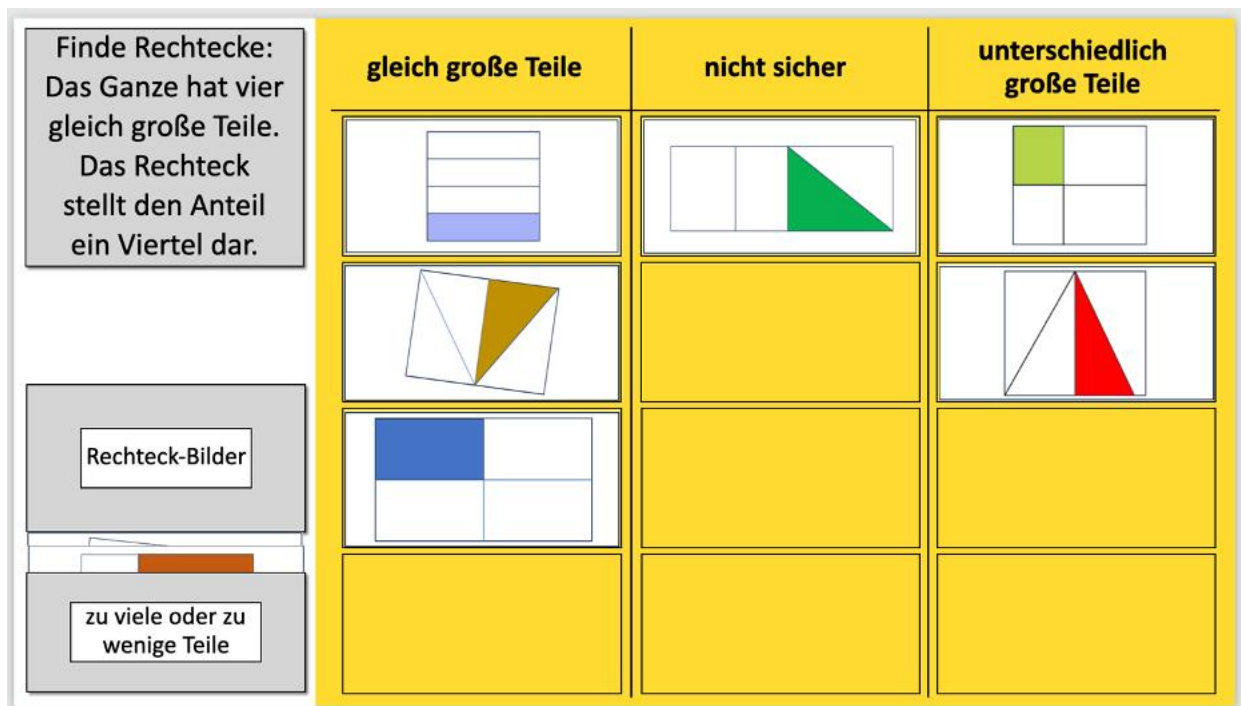 Finde Rechtecke:
Das Ganze hat vier
gleich große Teile.
Das Rechteck
stellt den Anteil
ein Viertel dar.
Rechteck-Bilder
zu viele oder zu
wenige Teile
gleich große Teile
nicht sicher
unterschiedlich
große Teile